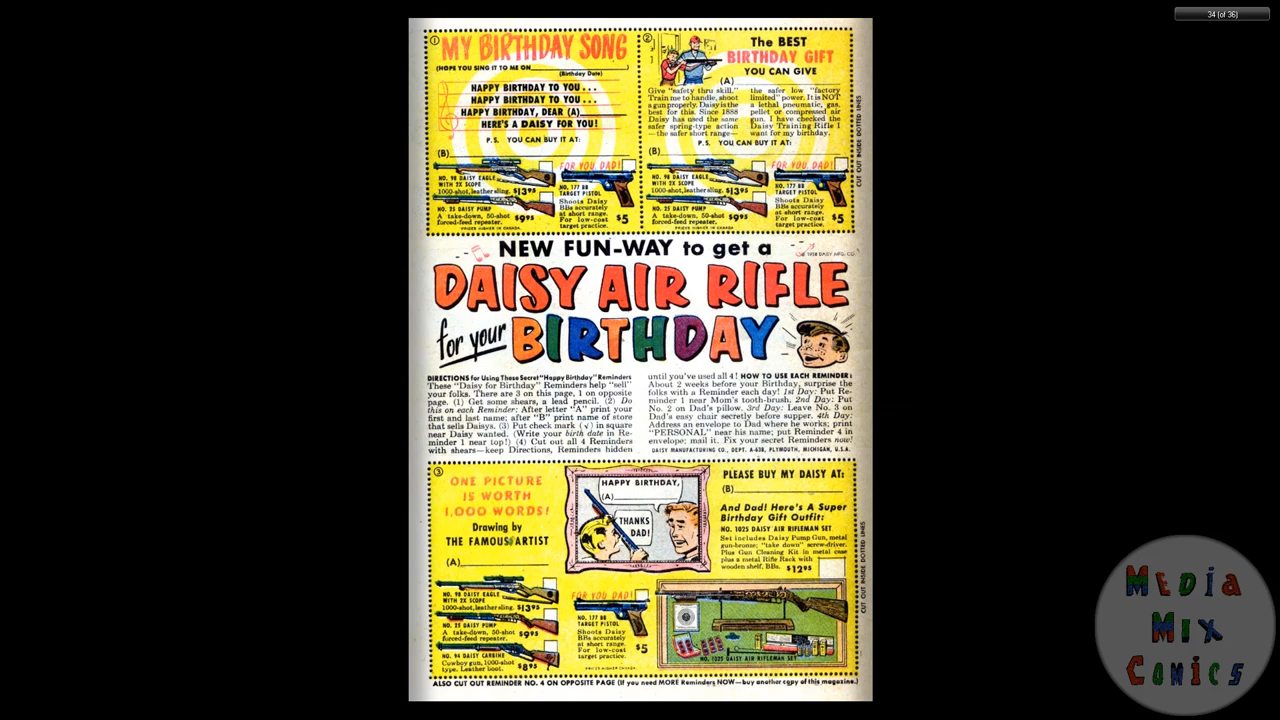 34 (of 36)
①
MY BIRTHDAY SONG
(HOPE YOU SING IT TO ME ON
(Birthday Date)
HAPPY BIRTHDAY TO YOU . . .
HAPPY BIRTHDAY TO YOU . . .
HAPPY BIRTHDAY, DEAR (A)
HERE'S A DAISY FOR YOU!
P.S. YOU CAN BUY IT AT:
(B)
FOR YOU, DAD!
NO. 98 DAISY EAGLE
WITH 2X SCOPE
1000-shot, leather sling. $13.95
NO. 25 DAISY PUMP
A take-down, 50-shot
forced-feed repeater. $9.95
NO. 177 BB
TARGET PISTOL
Shoots Daisy
BBs accurately
at short range.
For low-cost
target practice. $5
PRICES HIGHER IN CANADA.
②
The BEST
BIRTHDAY GIFT
YOU CAN GIVE
(A)
Give "safety thru skill."
Train me to handle, shoot
a gun properly. Daisy is the
best for this. Since 1888
Daisy has used the same
safer spring-type action
—the safer short range—
the safer low "factory
limited" power. It is NOT
a lethal pneumatic, gas,
pellet or compressed air
gun. I have checked the
Daisy Training Rifle I
want for my birthday.
P.S. YOU CAN BUY IT AT:
(B)
FOR YOU, DAD!
NO. 98 DAISY EAGLE
WITH 2X SCOPE
1000-shot, leather sling. $13.95
NO. 25 DAISY PUMP
A take-down, 50-shot
forced-feed repeater. $9.95
NO. 177 BB
TARGET PISTOL
Shoots Daisy
BBs accurately
at short range.
For low-cost
target practice. $5
PRICES HIGHER IN CANADA.
CUT OUT INSIDE DOTTED LINES
NEW FUN-WAY to get a
© 1958 DAISY MFG. CO.
DAISY AIR RIFLE
for your BIRTHDAY
DIRECTIONS for Using These Secret "Happy Birthday" Reminders
These "Daisy for Birthday" Reminders help "sell"
your folks. There are 3 on this page, 1 on opposite
page. (1) Get some shears, a lead pencil. (2) Do
this on each Reminder: After letter "A" print your
first and last name; after "B" print name of store
that sells Daisys. (3) Put check mark (√) in square
near Daisy wanted. (Write your birth date in Re-
minder 1 near top!) (4) Cut out all 4 Reminders
with shears—keep Directions, Reminders hidden
until you've used all 4! HOW TO USE EACH REMINDER:
About 2 weeks before your Birthday, surprise the
folks with a Reminder each day! 1st Day: Put Re-
minder 1 near Mom's tooth-brush. 2nd Day: Put
No. 2 on Dad's pillow. 3rd Day: Leave No. 3 on
Dad's easy chair secretly before supper. 4th Day:
Address an envelope to Dad where he works; print
"PERSONAL" near his name; put Reminder 4 in
envelope; mail it. Fix your secret Reminders now!
DAISY MANUFACTURING CO., DEPT. A-638, PLYMOUTH, MICHIGAN, U.S.A.
③
ONE PICTURE
IS WORTH
1,000 WORDS!
Drawing by
THE FAMOUS ARTIST
(A)
HAPPY BIRTHDAY,
(A)
THANKS
DAD!
PLEASE BUY MY DAISY AT:
(B)
And Dad! Here's A Super
Birthday Gift Outfit:
NO. 1025 DAISY AIR RIFLEMAN SET
Set includes Daisy Pump Gun, metal
gun-bronze; "take down" screw-driver.
Plus Gun Cleaning Kit in metal case
plus a metal Rifle Rack with
wooden shelf, BBs. $12.95
NO. 98 DAISY EAGLE
WITH 2X SCOPE
1000-shot, leather sling. $13.95
NO. 25 DAISY PUMP
A take-down, 50-shot
forced-feed repeater. $9.95
NO. 94 DAISY CARBINE
Cowboy gun, 1000-shot
type. Leather boot. $8.95
FOR YOU, DAD!
NO. 177 BB
TARGET PISTOL
Shoots Daisy
BBs accurately
at short range.
For low-cost
target practice. $5
PRICES HIGHER CANADA.
NO. 1025 DAISY AIR RIFLEMAN SET
CUT OUT INSIDE DOTTED LINES
ALSO CUT OUT REMINDER NO. 4 ON OPPOSITE PAGE (If you need MORE Reminders NOW—buy another copy of this magazine.)
MEDIA
MIX
COMICS